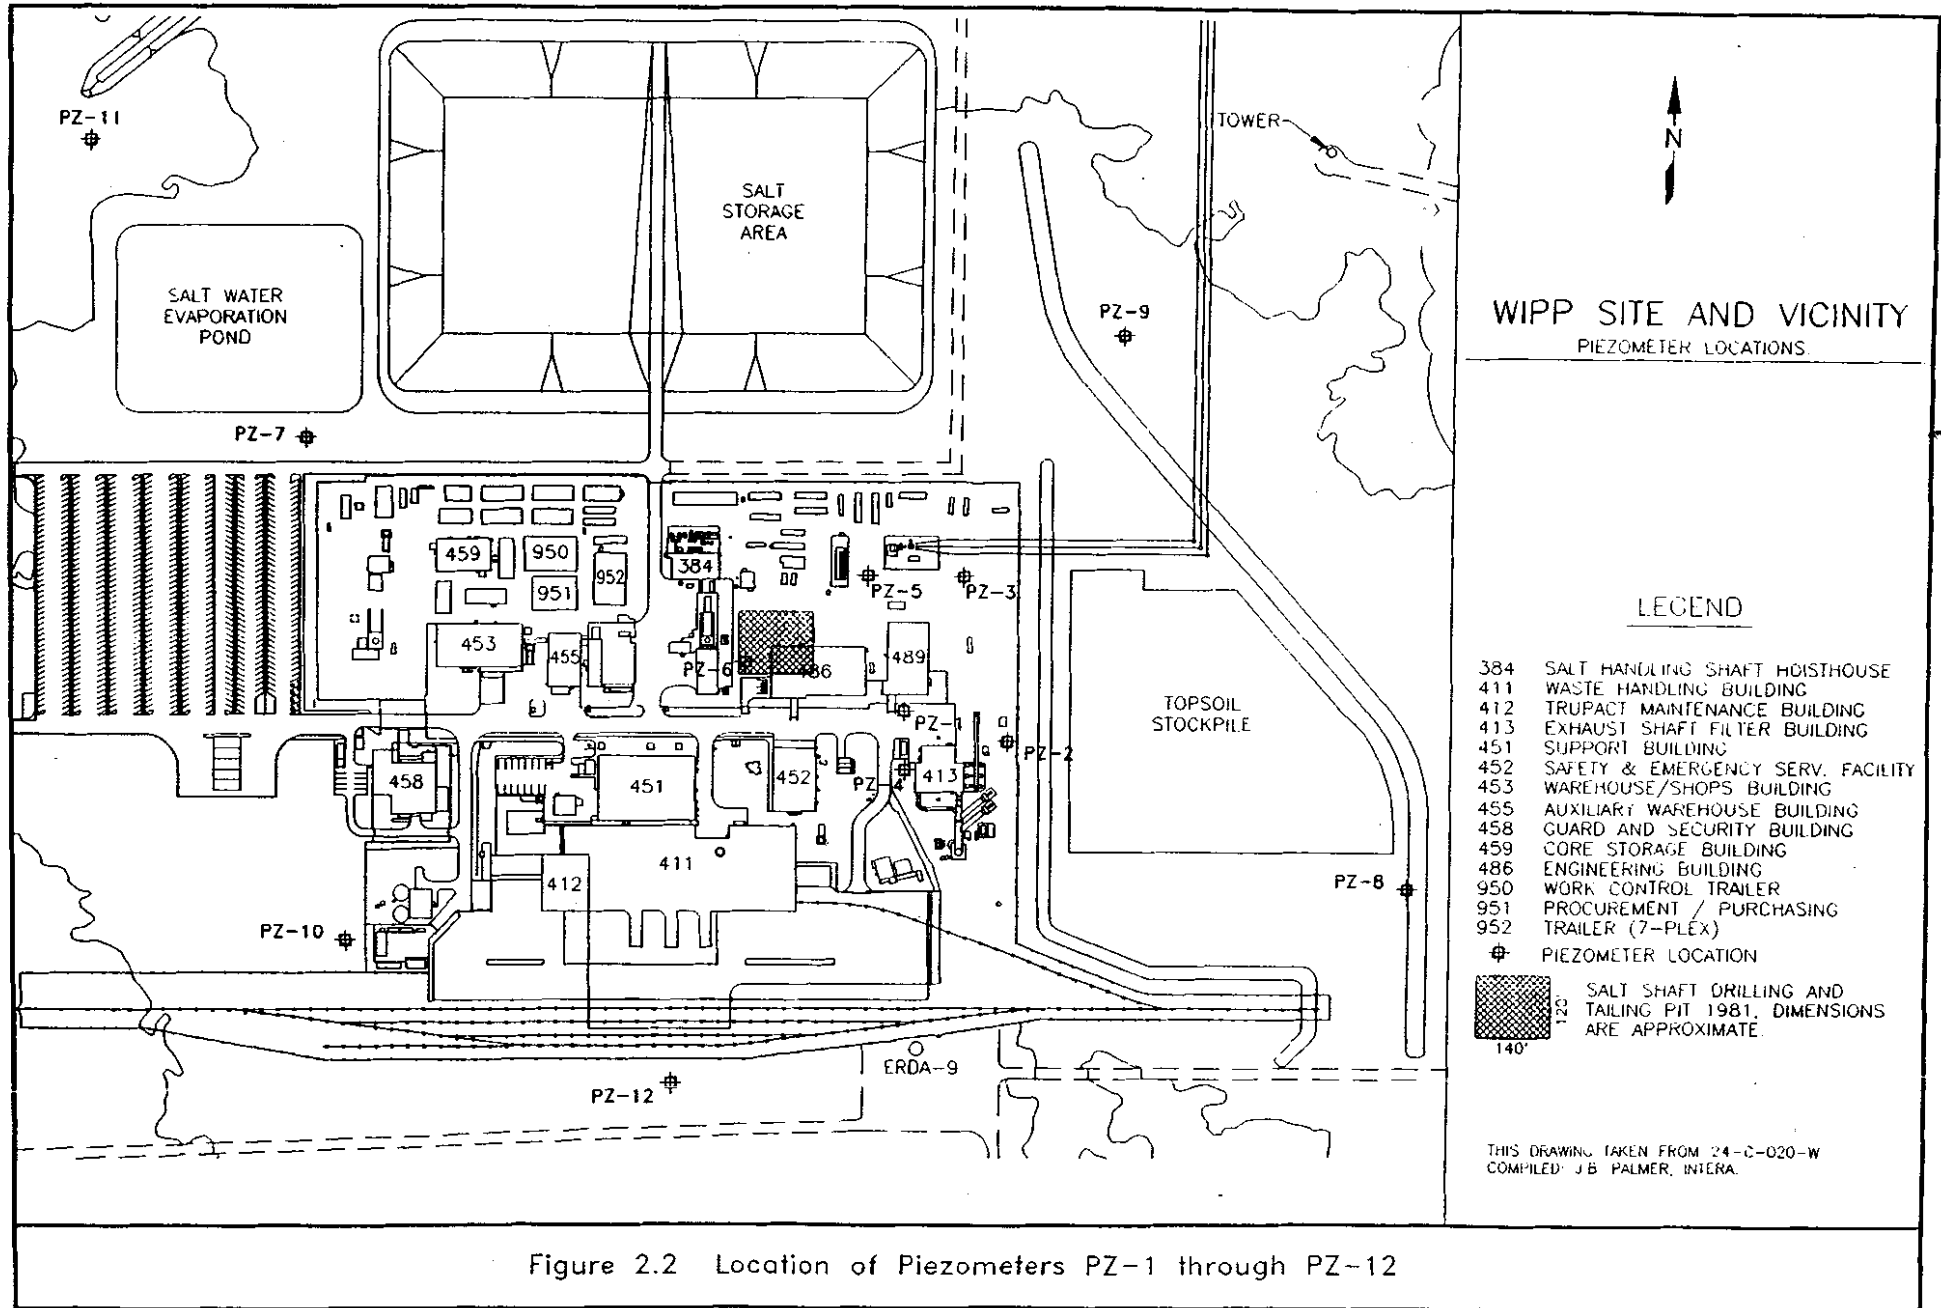 PZ-11
SALT
STORAGE
AREA
TOWER
N
SALT WATER
EVAPORATION
POND
PZ-9
WIPP SITE AND VICINITY
PIEZOMETER LOCATIONS.
PZ-7
459
950
951
952
384
PZ-5
PZ-3
453
455
PZ-6
486
489
PZ-1
PZ-2
TOPSOIL
STOCKPILE
458
451
452
PZ-4
413
411
412
PZ-8
PZ-10
ERDA-9
PZ-12
LEGEND
384 SALT HANDLING SHAFT HOISTHOUSE
411 WASTE HANDLING BUILDING
412 TRUPACT MAINTENANCE BUILDING
413 EXHAUST SHAFT FILTER BUILDING
451 SUPPORT BUILDING
452 SAFETY & EMERGENCY SERV. FACILITY
453 WAREHOUSE/SHOPS BUILDING
455 AUXILIARY WAREHOUSE BUILDING
458 GUARD AND SECURITY BUILDING
459 CORE STORAGE BUILDING
486 ENGINEERING BUILDING
950 WORK CONTROL TRAILER
951 PROCUREMENT / PURCHASING
952 TRAILER (7-PLEX)
PIEZOMETER LOCATION
SALT SHAFT DRILLING AND
TAILING PIT 1981, DIMENSIONS
ARE APPROXIMATE.
120'
140'
THIS DRAWING TAKEN FROM 24-C-020-W
COMPILED: J.B. PALMER, INTERA.
Figure 2.2 Location of Piezometers PZ-1 through PZ-12